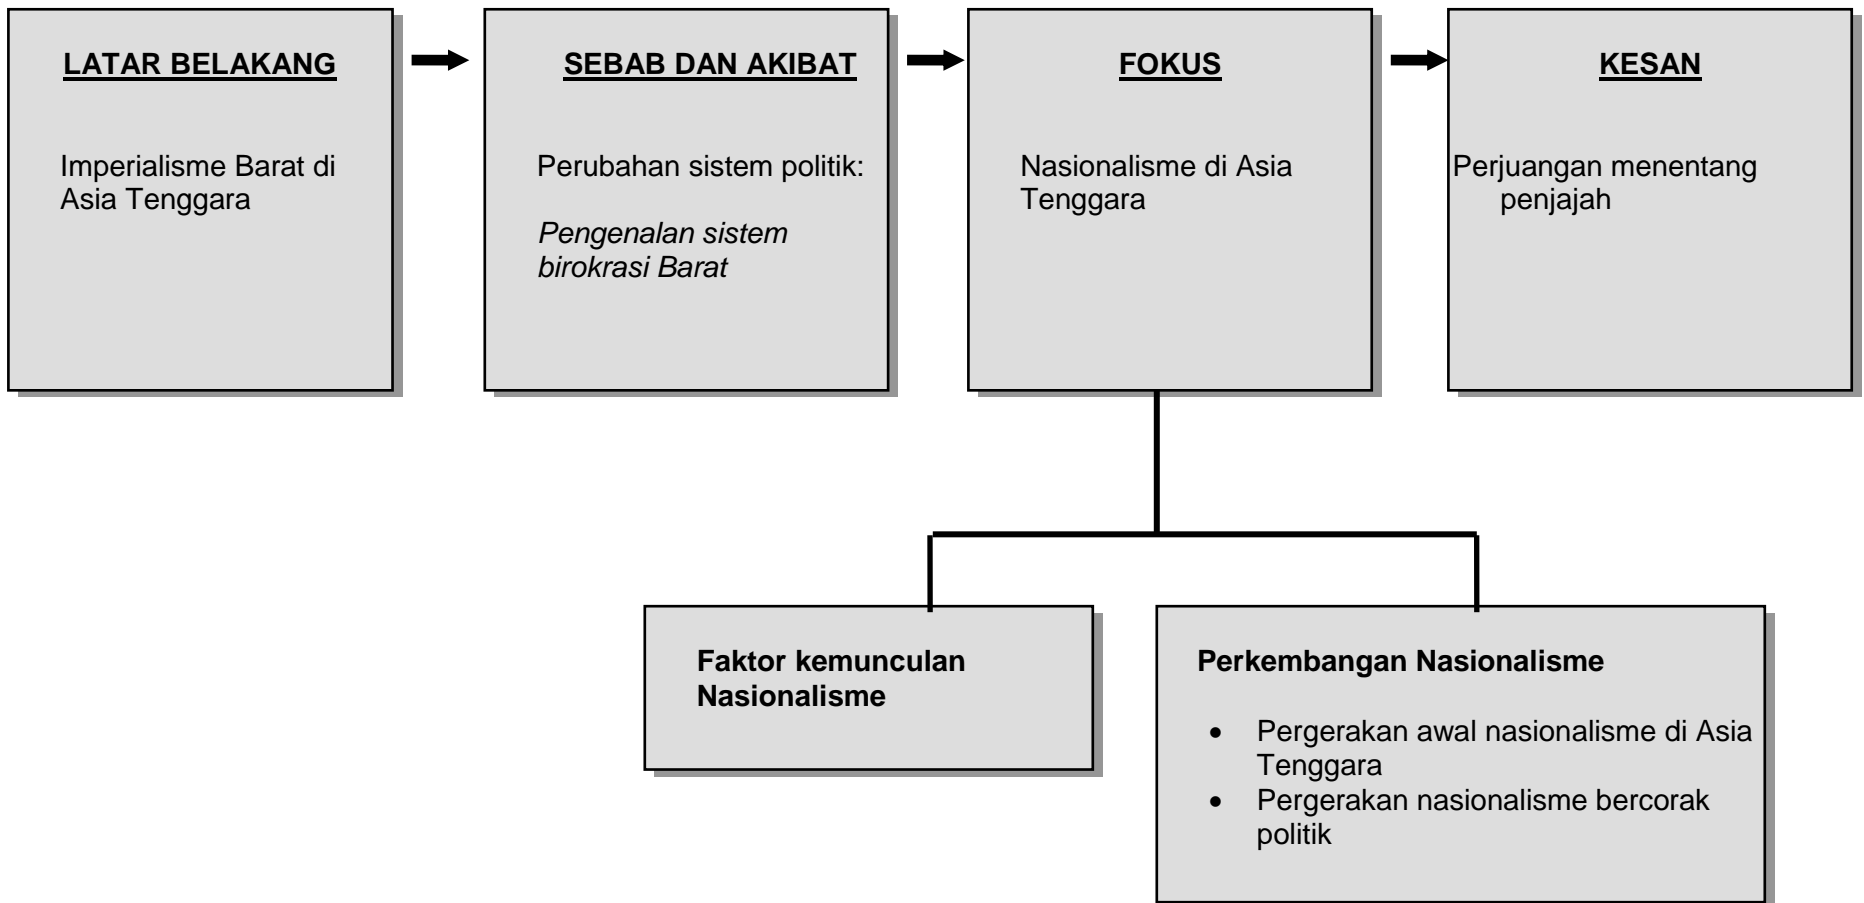 LATAR BELAKANG
Imperialisme Barat di
Asia Tenggara
SEBAB DAN AKIBAT
Perubahan sistem politik:
Pengenalan sistem
birokrasi Barat
FOKUS
Nasionalisme di Asia
Tenggara
KESAN
Perjuangan menentang
penjajah
Faktor kemunculan
Nasionalisme
Perkembangan Nasionalisme
• Pergerakan awal nasionalisme di Asia
Tenggara
• Pergerakan nasionalisme bercorak
politik